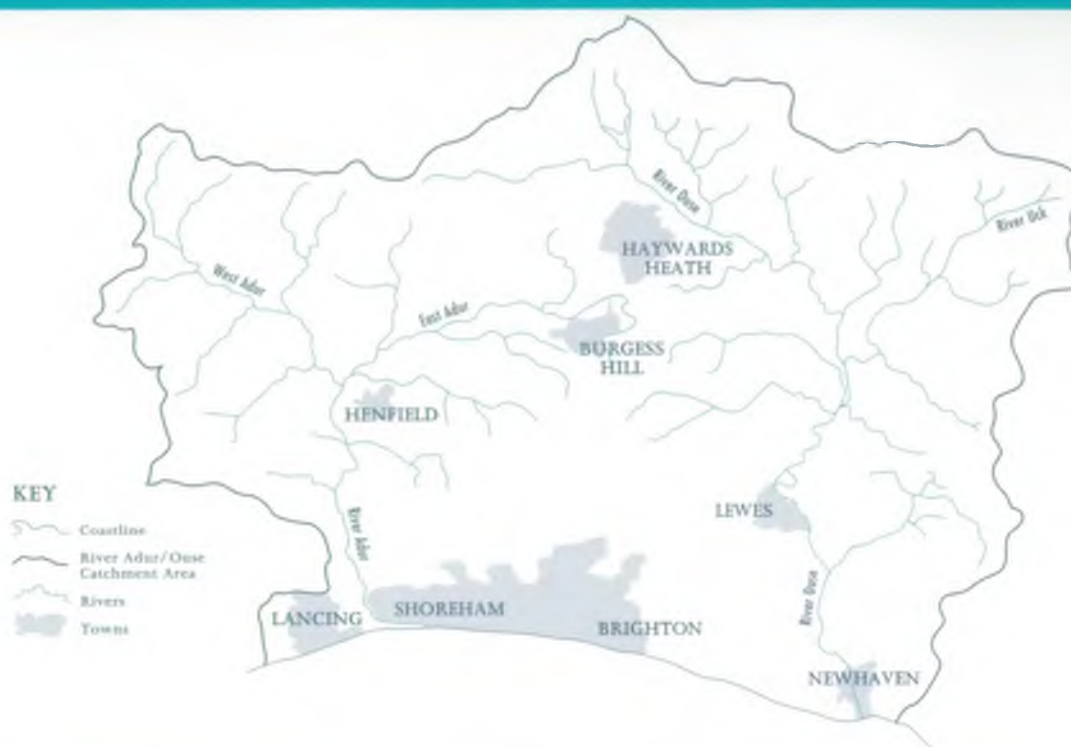 River Ouse
River Uck
HAYWARDS
HEATH
West Adur
East Adur
BURGESS
HILL
HENFIELD
KEY
Coastline
River Adur/Ouse
Catchment Area
Rivers
Towns
LEWES
River Adur
River Ouse
LANCING
SHOREHAM
BRIGHTON
NEWHAVEN